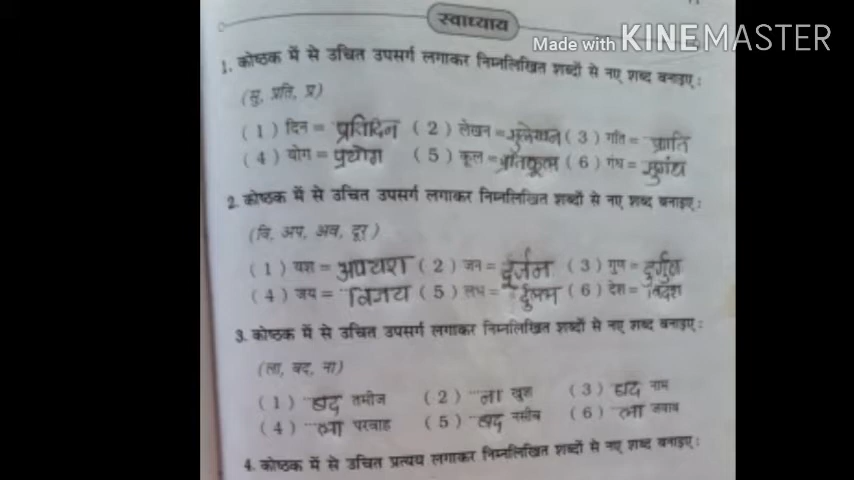 स्वाध्याय
Made with KINEMASTER
1. कोष्ठक में से उचित उपसर्ग लगाकर निम्नलिखित शब्दों से नए शब्द बनाइए :
(सु, प्रति, प्र)
(1) दिन = प्रतिदिन (2) लेखन = सुलेखन (3) गति = प्रगति
(4) योग = प्रयोग (5) कूल = प्रतिकूल (6) गंध = सुगंध
2. कोष्ठक में से उचित उपसर्ग लगाकर निम्नलिखित शब्दों से नए शब्द बनाइए :
(वि, अप, अव, दूर्)
(1) यश = अपयश (2) जन = दूर्जन (3) गुण = दुर्गुण
(4) जय = विजय (5) लभ = र्दुलभ (6) देश = विदेश
3. कोष्ठक में से उचित उपसर्ग लगाकर निम्नलिखित शब्दों से नए शब्द बनाइए :
(ला, बद, ना)
(1) बद तमीज (2) ना खुश (3) बद नाम
(4) ला परवाह (5) बद नसीब (6) ला जवाब
4. कोष्ठक में से उचित प्रत्यय लगाकर निम्नलिखित शब्दों से नए शब्द बनाइए :